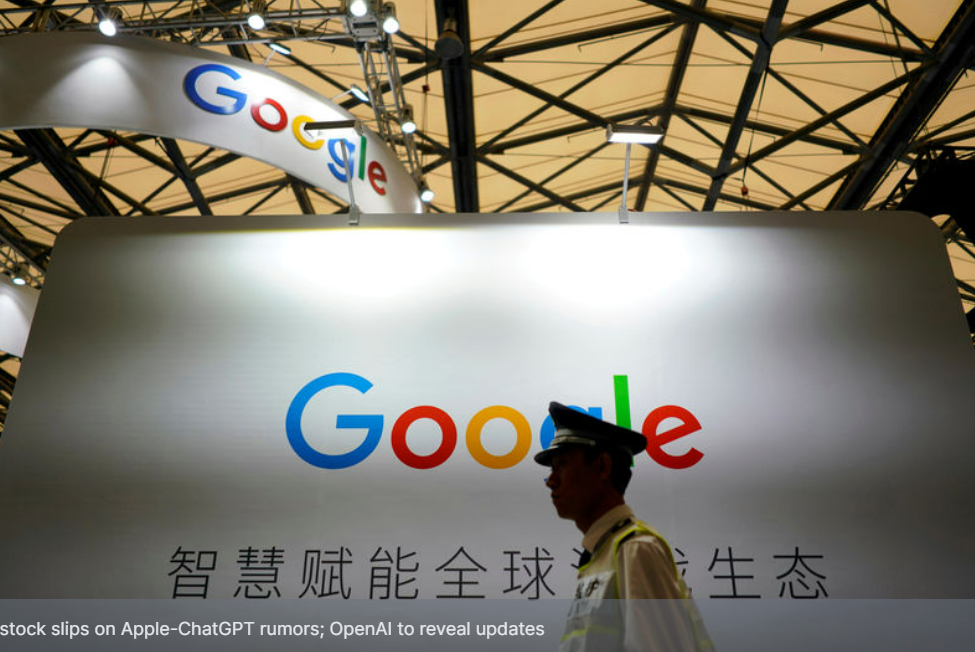 Google
Google
智慧赋能全球 生态
stock slips on Apple-ChatGPT rumors; OpenAI to reveal updates